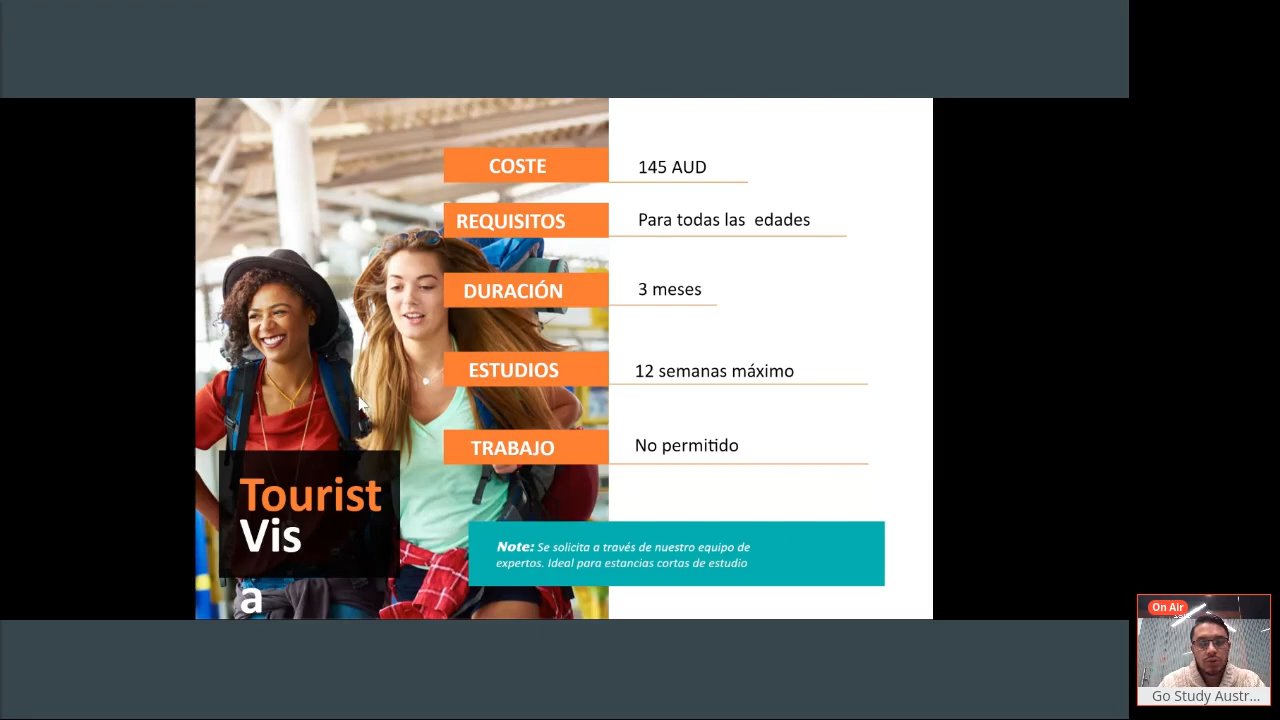 COSTE
145 AUD
REQUISITOS
Para todas las  edades
DURACIÓN
3 meses
ESTUDIOS
12 semanas máximo
TRABAJO
No permitido
Tourist
Vis
a
Note: Se solicita a través de nuestro equipo de
expertos. Ideal para estancias cortas de estudio
On Air
Go Study Austr...